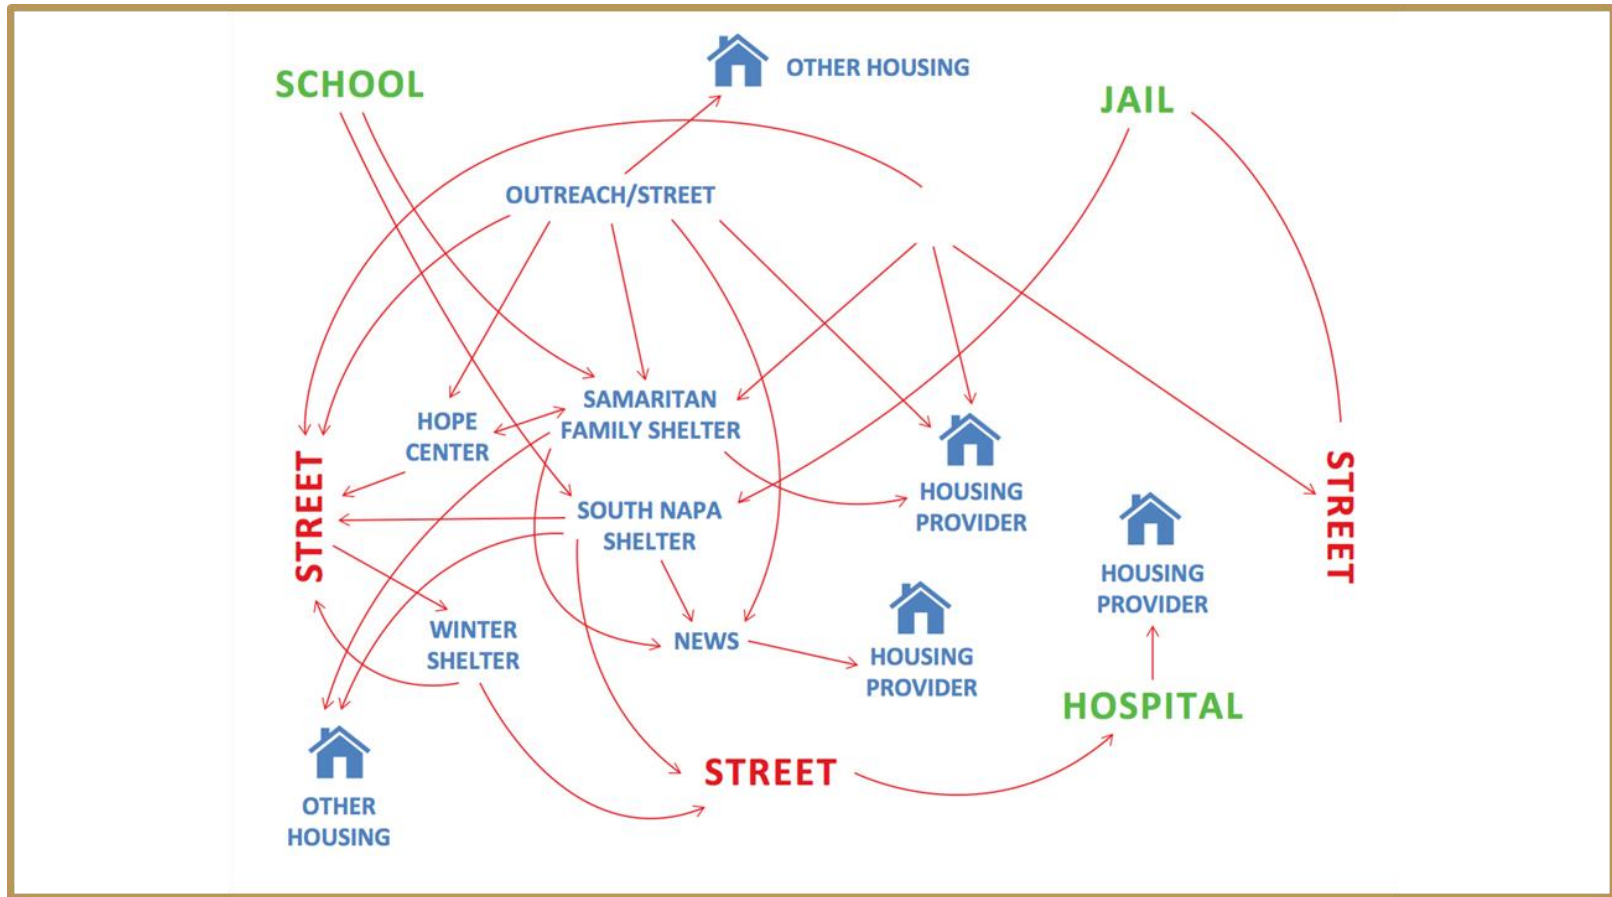 OTHER HOUSING
SCHOOL
JAIL
OUTREACH/STREET
SAMARITAN
FAMILY SHELTER
HOPE
CENTER
STREET
STREET
HOUSING
PROVIDER
SOUTH NAPA
SHELTER
HOUSING
PROVIDER
WINTER
SHELTER
NEWS
HOUSING
PROVIDER
HOSPITAL
STREET
OTHER
HOUSING